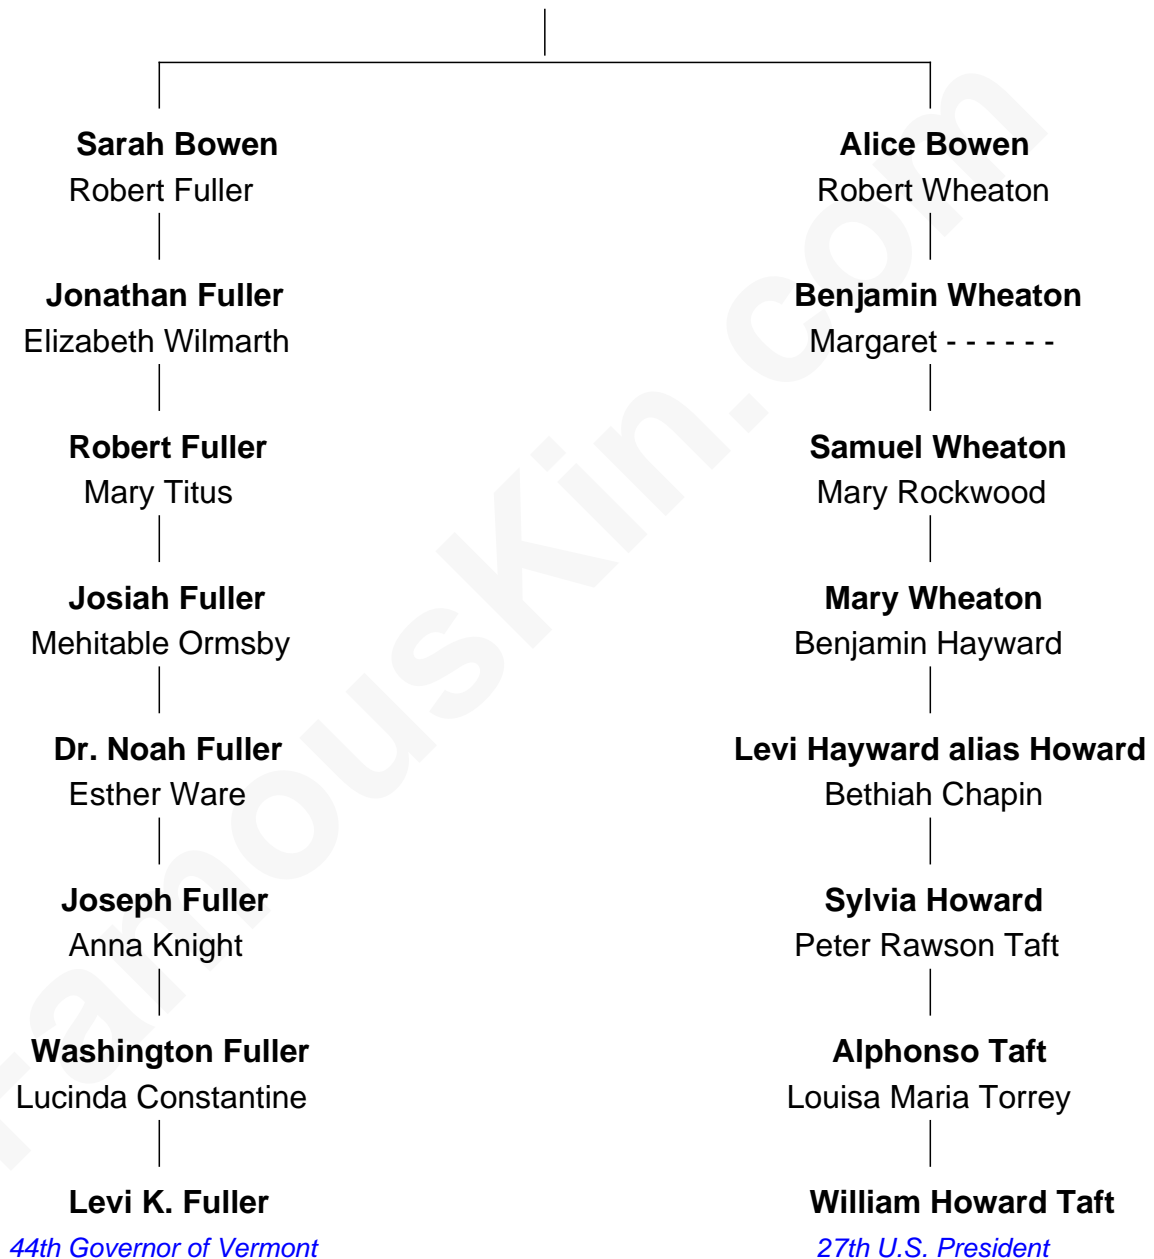 Sarah Bowen
Robert Fuller
Alice Bowen
Robert Wheaton
Jonathan Fuller
Elizabeth Wilmarth
Benjamin Wheaton
Margaret - - - - - -
Robert Fuller
Mary Titus
Samuel Wheaton
Mary Rockwood
Josiah Fuller
Mehitable Ormsby
Mary Wheaton
Benjamin Hayward
Dr. Noah Fuller
Esther Ware
Levi Hayward alias Howard
Bethiah Chapin
Joseph Fuller
Anna Knight
Sylvia Howard
Peter Rawson Taft
Washington Fuller
Lucinda Constantine
Alphonso Taft
Louisa Maria Torrey
Levi K. Fuller
44th Governor of Vermont
William Howard Taft
27th U.S. President
FamousKin.com